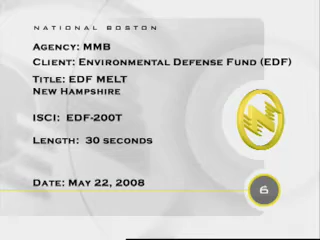 NATIONAL BOSTON
AGENCY: MMB
CLIENT: ENVIRONMENTAL DEFENSE FUND (EDF)
TITLE: EDF MELT
NEW HAMPSHIRE
ISCI: EDF-200T
LENGTH: 30 SECONDS
DATE: MAY 22, 2008
6